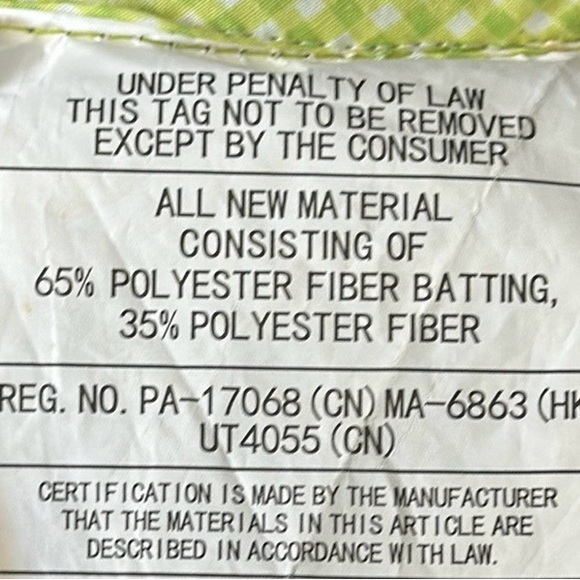 UNDER PENALTY OF LAW
THIS TAG NOT TO BE REMOVED
EXCEPT BY THE CONSUMER
ALL NEW MATERIAL
CONSISTING OF
65% POLYESTER FIBER BATTING,
35% POLYESTER FIBER
REG. NO. PA-17068 (CN) MA-6863 (HK
UT4055 (CN)
CERTIFICATION IS MADE BY THE MANUFACTURER
THAT THE MATERIALS IN THIS ARTICLE ARE
DESCRIBED IN ACCORDANCE WITH LAW.